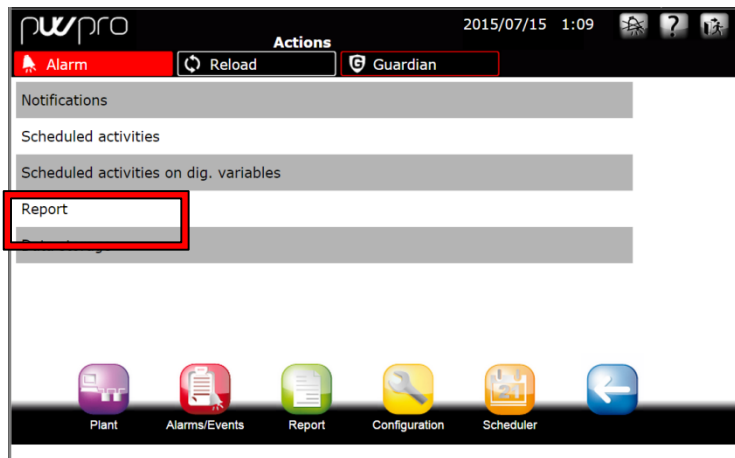 pwpro
2015/07/15 1:09
?
Actions
Alarm
Reload
G Guardian
Notifications
Scheduled activities
Scheduled activities on dig. variables
Report
24
Plant
Alarms/Events
Report
Configuration
Scheduler